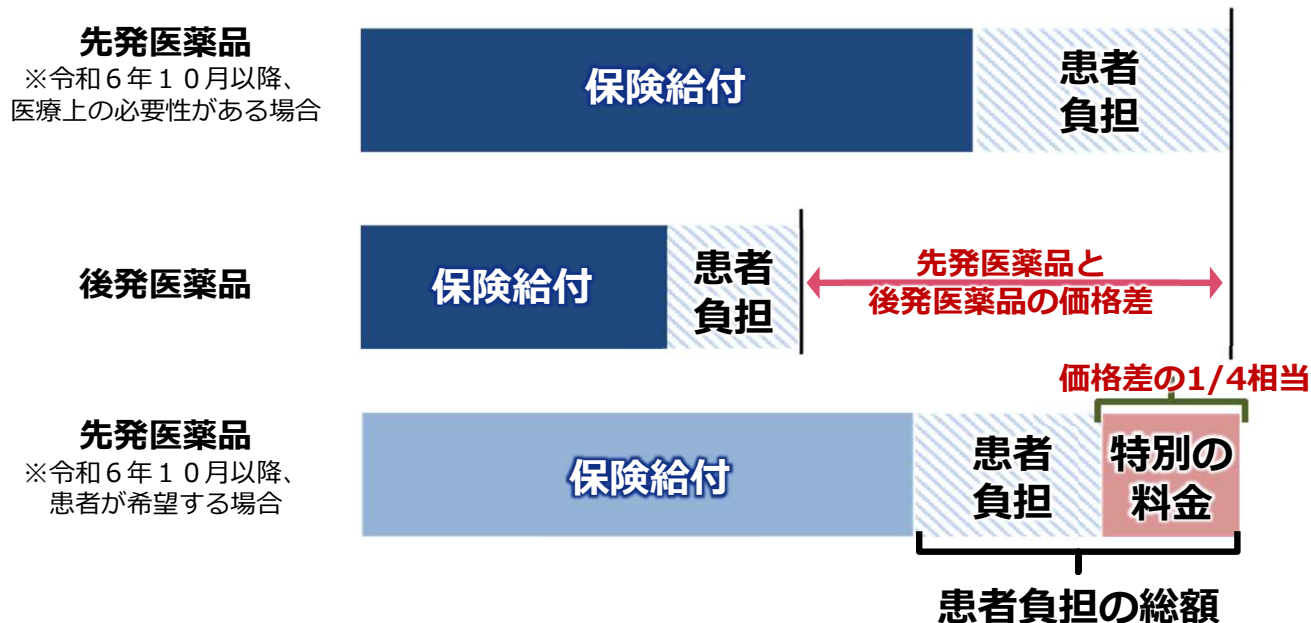 先発医薬品
※令和６年１０月以降、
医療上の必要性がある場合
保険給付
患者
負担
後発医薬品
保険給付
患者
負担
先発医薬品と
後発医薬品の価格差
価格差の1/4相当
先発医薬品
※令和６年１０月以降、
患者が希望する場合
保険給付
患者
負担
特別の
料金
患者負担の総額